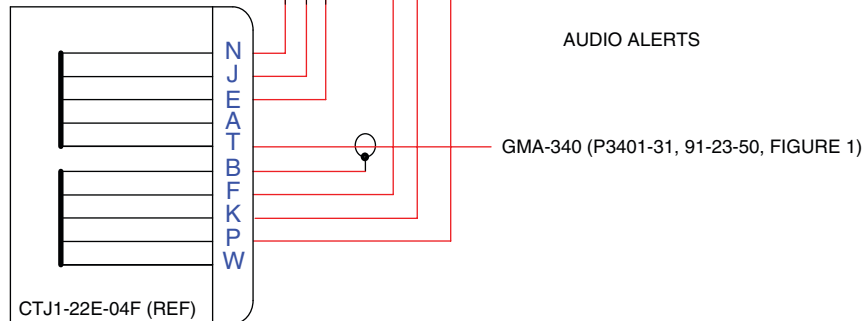 AUDIO ALERTS
N
J
E
A
T
GMA-340 (P3401-31, 91-23-50, FIGURE 1)
B
F
K
P
W
CTJ1-22E-04F (REF)